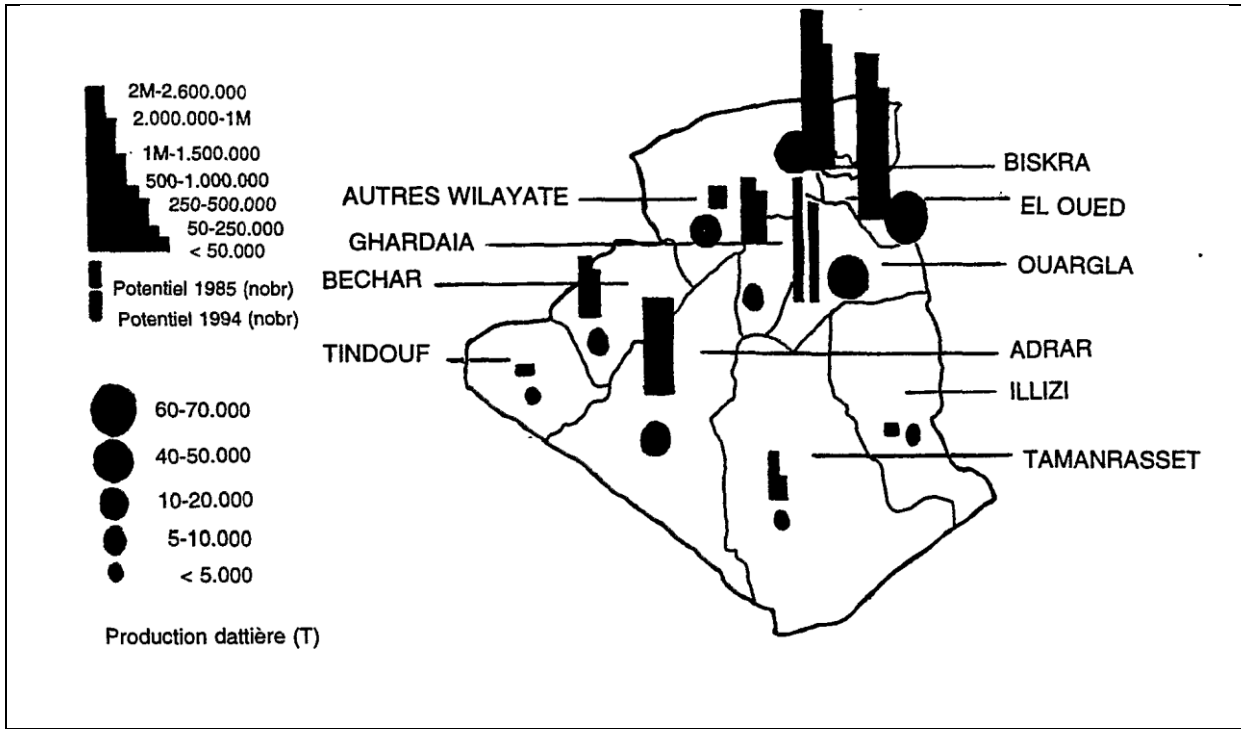 2M-2.600.000
2.000.000-1M
1M-1.500.000
500-1.000.000
250-500.000
50-250.000
< 50.000
Potentiel 1985 (nobr)
Potentiel 1994 (nobr)
60-70.000
40-50.000
10-20.000
5-10.000
< 5.000
Production dattière (T)
AUTRES WILAYATE
GHARDAIA
BECHAR
TINDOUF
BISKRA
EL OUED
OUARGLA
ADRAR
ILLIZI
TAMANRASSET